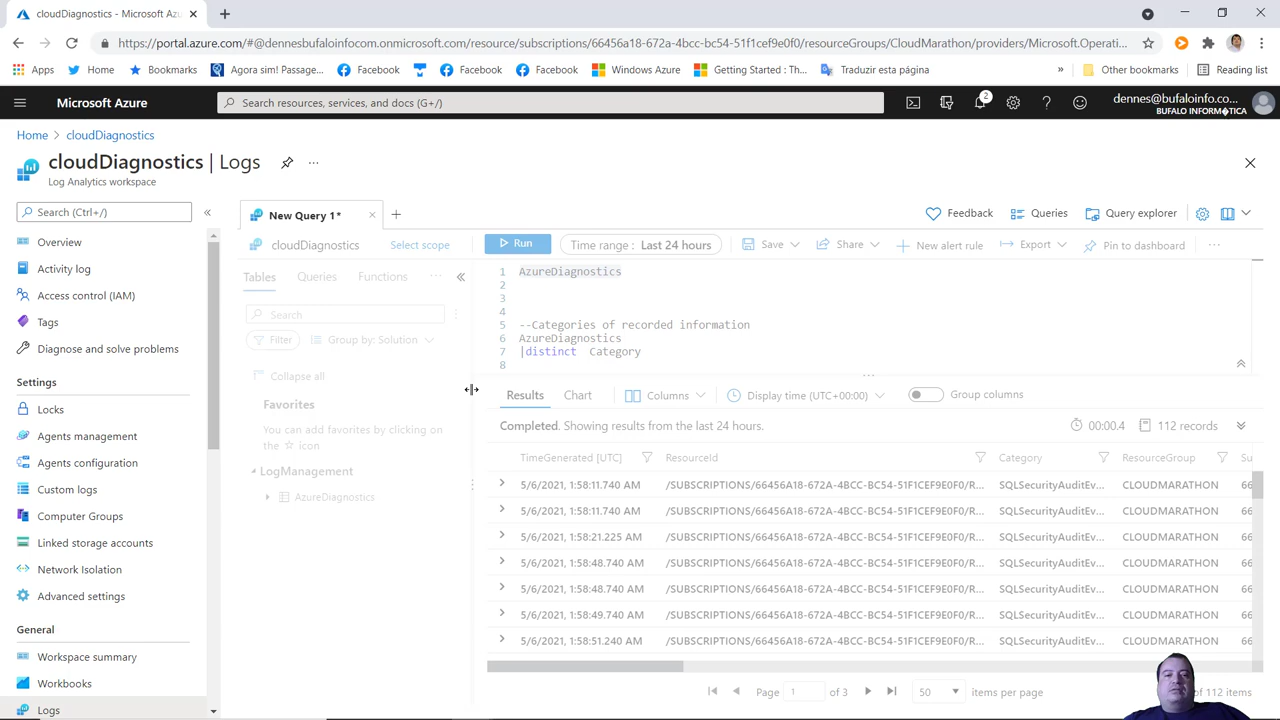 cloudDiagnostics - Microsoft Az
https://portal.azure.com/#@dennesbufaloinfocom.onmicrosoft.com/resource/subscriptions/66456a18-672a-4bcc-bc54-51f1cef9e0f0/resourceGroups/CloudMarathon/providers/Microsoft.Operati...
Apps Home Bookmarks Agora sim! Passage... Facebook Facebook Facebook Windows Azure Getting Started : Th... Traduzir esta página » Other bookmarks Reading list
Microsoft Azure Search resources, services, and docs (G+/) 2 dennes@bufaloinfo.co...
BUFALO INFORM�TICA
Home > cloudDiagnostics
cloudDiagnostics | Logs ...
Log Analytics workspace
Search (Ctrl+/) «
Overview
Activity log
Access control (IAM)
Tags
Diagnose and solve problems
Settings
Locks
Agents management
Agents configuration
Custom logs
Computer Groups
Linked storage accounts
Network Isolation
Advanced settings
General
Workspace summary
Workbooks
Logs
New Query 1* Feedback Queries Query explorer
cloudDiagnostics Select scope Run Time range : Last 24 hours Save Share New alert rule Export Pin to dashboard ...
Tables Queries Functions ... «
Search
Filter Group by: Solution
Collapse all
Favorites
You can add favorites by clicking on
the ☆ icon
LogManagement
AzureDiagnostics
1 AzureDiagnostics
2
3
4
5 --Categories of recorded information
6 AzureDiagnostics
7 |distinct Category
8
Results Chart Columns Display time (UTC+00:00) Group columns
Completed. Showing results from the last 24 hours. 00:00.4 112 records
TimeGenerated [UTC] ResourceId Category ResourceGroup Su
5/6/2021, 1:58:11.740 AM /SUBSCRIPTIONS/66456A18-672A-4BCC-BC54-51F1CEF9E0F0/R... SQLSecurityAuditEv... CLOUDMARATHON 66
5/6/2021, 1:58:11.740 AM /SUBSCRIPTIONS/66456A18-672A-4BCC-BC54-51F1CEF9E0F0/R... SQLSecurityAuditEv... CLOUDMARATHON 66
5/6/2021, 1:58:21.225 AM /SUBSCRIPTIONS/66456A18-672A-4BCC-BC54-51F1CEF9E0F0/R... SQLSecurityAuditEv... CLOUDMARATHON 66
5/6/2021, 1:58:48.740 AM /SUBSCRIPTIONS/66456A18-672A-4BCC-BC54-51F1CEF9E0F0/R... SQLSecurityAuditEv... CLOUDMARATHON 66
5/6/2021, 1:58:48.740 AM /SUBSCRIPTIONS/66456A18-672A-4BCC-BC54-51F1CEF9E0F0/R... SQLSecurityAuditEv... CLOUDMARATHON 66
5/6/2021, 1:58:49.740 AM /SUBSCRIPTIONS/66456A18-672A-4BCC-BC54-51F1CEF9E0F0/R... SQLSecurityAuditEv... CLOUDMARATHON 66
5/6/2021, 1:58:51.240 AM /SUBSCRIPTIONS/66456A18-672A-4BCC-BC54-51F1CEF9E0F0/R... SQLSecurityAuditEv... CLOUDMARATHON 66
Page 1 of 3 50 items per page of 112 items